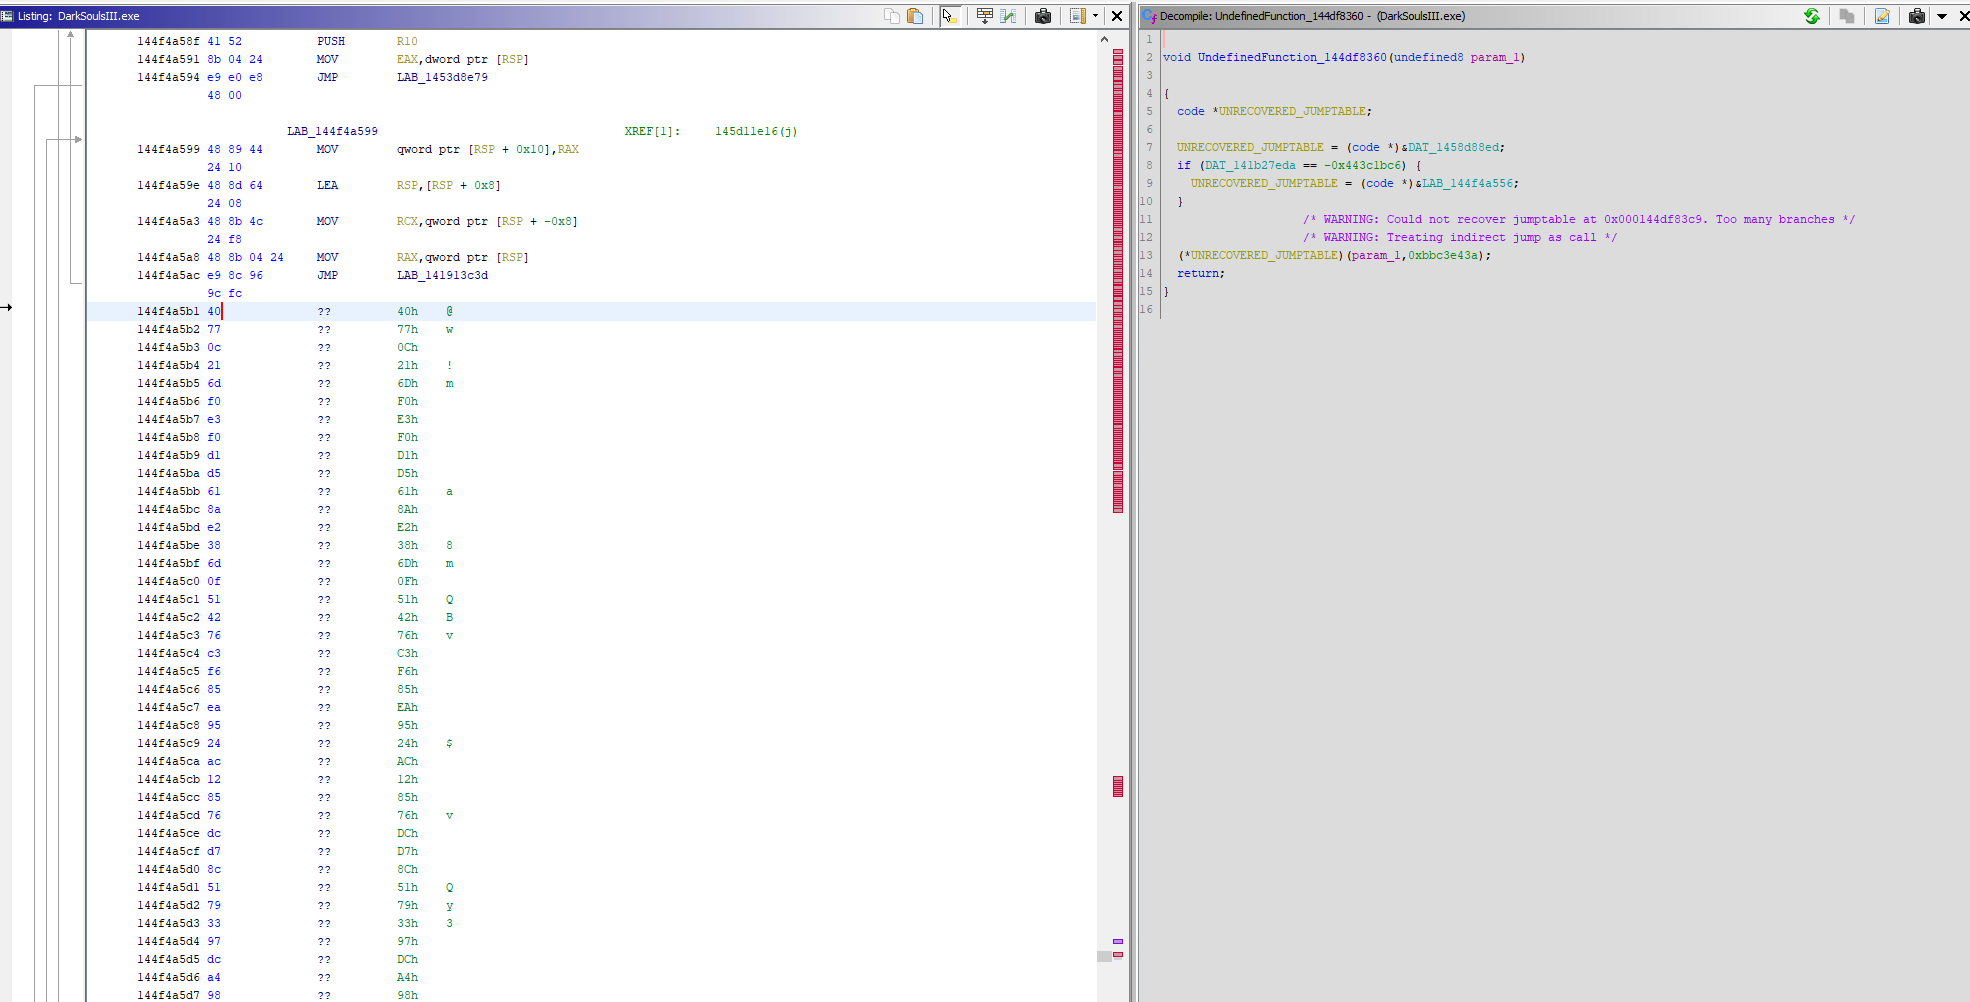 Listing: DarkSoulsIII.exe
144f4a58f 41 52 PUSH R10
144f4a591 8b 04 24 MOV EAX,dword ptr [RSP]
144f4a594 e9 e0 e8 JMP LAB_1453d8e79
48 00
LAB_144f4a599 XREF[1]: 145d11e16(j)
144f4a599 48 89 44 MOV qword ptr [RSP + 0x10],RAX
24 10
144f4a59e 48 8d 64 LEA RSP,[RSP + 0x8]
24 08
144f4a5a3 48 8b 4c MOV RCX,qword ptr [RSP + -0x8]
24 f8
144f4a5a8 48 8b 04 24 MOV RAX,qword ptr [RSP]
144f4a5ac e9 8c 96 JMP LAB_141913c3d
9c fc
144f4a5b1 40 ?? 40h @
144f4a5b2 77 ?? 77h w
144f4a5b3 0c ?? 0Ch
144f4a5b4 21 ?? 21h !
144f4a5b5 6d ?? 6Dh m
144f4a5b6 f0 ?? F0h
144f4a5b7 e3 ?? E3h
144f4a5b8 f0 ?? F0h
144f4a5b9 d1 ?? D1h
144f4a5ba d5 ?? D5h
144f4a5bb 61 ?? 61h a
144f4a5bc 8a ?? 8Ah
144f4a5bd e2 ?? E2h
144f4a5be 38 ?? 38h 8
144f4a5bf 6d ?? 6Dh m
144f4a5c0 0f ?? 0Fh
144f4a5c1 51 ?? 51h Q
144f4a5c2 42 ?? 42h B
144f4a5c3 76 ?? 76h v
144f4a5c4 c3 ?? C3h
144f4a5c5 f6 ?? F6h
144f4a5c6 85 ?? 85h
144f4a5c7 ea ?? EAh
144f4a5c8 95 ?? 95h
144f4a5c9 24 ?? 24h $
144f4a5ca ac ?? ACh
144f4a5cb 12 ?? 12h
144f4a5cc 85 ?? 85h
144f4a5cd 76 ?? 76h v
144f4a5ce dc ?? DCh
144f4a5cf d7 ?? D7h
144f4a5d0 8c ?? 8Ch
144f4a5d1 51 ?? 51h Q
144f4a5d2 79 ?? 79h y
144f4a5d3 33 ?? 33h 3
144f4a5d4 97 ?? 97h
144f4a5d5 dc ?? DCh
144f4a5d6 a4 ?? A4h
144f4a5d7 98 ?? 98h
Decompile: UndefinedFunction_144df8360 - (DarkSoulsIII.exe)
1
2 void UndefinedFunction_144df8360(undefined8 param_1)
3
4 {
5 code *UNRECOVERED_JUMPTABLE;
6
7 UNRECOVERED_JUMPTABLE = (code *)&DAT_1458d88ed;
8 if (DAT_141b27eda == -0x443c1bc6) {
9 UNRECOVERED_JUMPTABLE = (code *)&LAB_144f4a556;
10 }
11 /* WARNING: Could not recover jumptable at 0x000144df83c9. Too many branches */
12 /* WARNING: Treating indirect jump as call */
13 (*UNRECOVERED_JUMPTABLE)(param_1,0xbbc3e43a);
14 return;
15 }
16